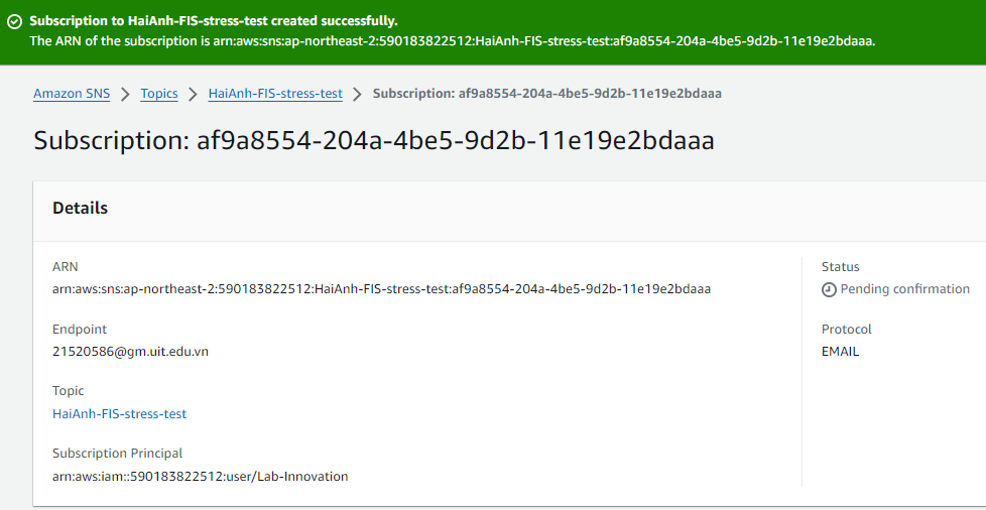 Subscription to HaiAnh-FIS-stress-test created successfully.
The ARN of the subscription is arn:aws:sns:ap-northeast-2:590183822512:HaiAnh-FIS-stress-test:af9a8554-204a-4be5-9d2b-11e19e2bdaaa.
Amazon SNS > Topics > HaiAnh-FIS-stress-test > Subscription: af9a8554-204a-4be5-9d2b-11e19e2bdaaa
Subscription: af9a8554-204a-4be5-9d2b-11e19e2bdaaa
Details
ARN
arn:aws:sns:ap-northeast-2:590183822512:HaiAnh-FIS-stress-test:af9a8554-204a-4be5-9d2b-11e19e2bdaaa
Endpoint
21520586@gm.uit.edu.vn
Topic
HaiAnh-FIS-stress-test
Subscription Principal
arn:aws:iam::590183822512:user/Lab-Innovation
Status
Pending confirmation
Protocol
EMAIL